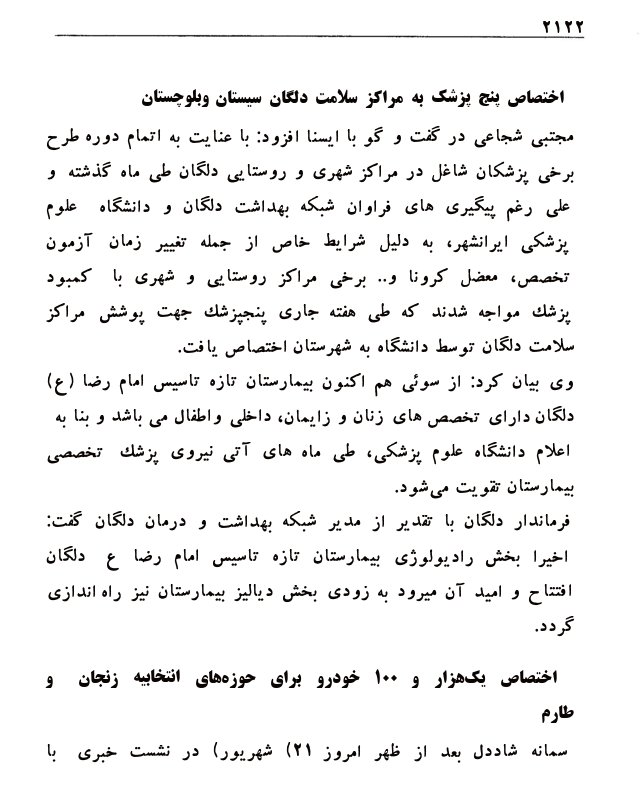 ۲۱۲۲
اختصاص پنج پزشک به مراکز سلامت دلگان سیستان وبلوچستان
مجتبی شجاعی در گفت و گو با ایسنا افزود: با عنایت به اتمام دوره طرح
برخی پزشکان شاغل در مراکز شهری و روستایی دلگان طی ماه گذشته و
علی رغم پیگیری های فراوان شبکه بهداشت دلگان و دانشگاه علوم
پزشکی ایرانشهر، به دلیل شرایط خاص از جمله تغییر زمان آزمون
تخصص، معضل کرونا و.. برخی مراکز روستایی و شهری با کمبود
پزشک مواجه شدند که طی هفته جاری پنجپزشک جهت پوشش مراکز
سلامت دلگان توسط دانشگاه به شهرستان اختصاص یافت.
وی بیان کرد: از سوئی هم اکنون بیمارستان تازه تاسیس امام رضا (ع)
دلگان دارای تخصص های زنان و زایمان، داخلی واطفال می باشد و بنا به
اعلام دانشگاه علوم پزشکی، طی ماه های آتی نیروی پزشک تخصصی
بیمارستان تقویت می‌شود.
فرماندار دلگان با تقدیر از مدیر شبکه بهداشت و درمان دلگان گفت:
اخیرا بخش رادیولوژی بیمارستان تازه تاسیس امام رضا ع دلگان
افتتاح و امید آن میرود به زودی بخش دیالیز بیمارستان نیز راه اندازی
گردد.
اختصاص یک‌هزار و ۱۰۰ خودرو برای حوزه‌های انتخابیه زنجان و
طارم
سمانه شاددل بعد از ظهر امروز ۲۱) شهریور) در نشست خبری با